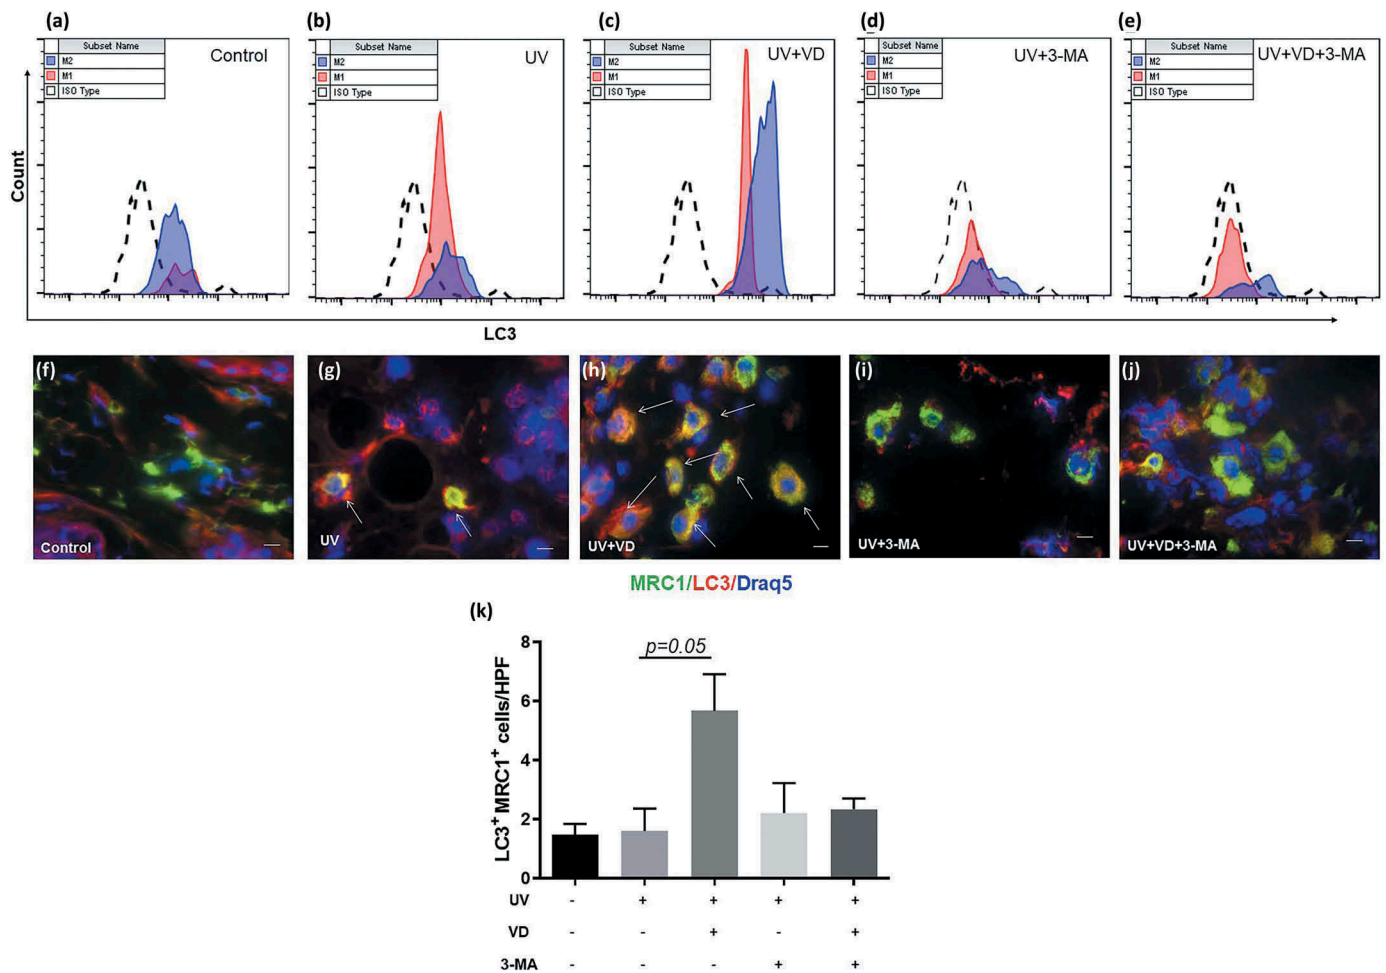 (a)
Subset Name
M2
M1
ISO Type
Control
(b)
Subset Name
M2
M1
ISO Type
UV
(c)
Subset Name
M2
M1
ISO Type
UV+VD
(d)
Subset Name
M2
M1
ISO Type
UV+3-MA
(e)
Subset Name
M2
M1
ISO Type
UV+VD+3-MA
Count
LC3
(f)
Control
(g)
UV
(h)
UV+VD
(i)
UV+3-MA
(j)
UV+VD+3-MA
MRC1/LC3/Draq5
(k)
LC3⁺ MRC1⁺ cells/HPF
8
6
4
2
0
p=0.05
UV - + + + +
VD - - + - +
3-MA - - - + +